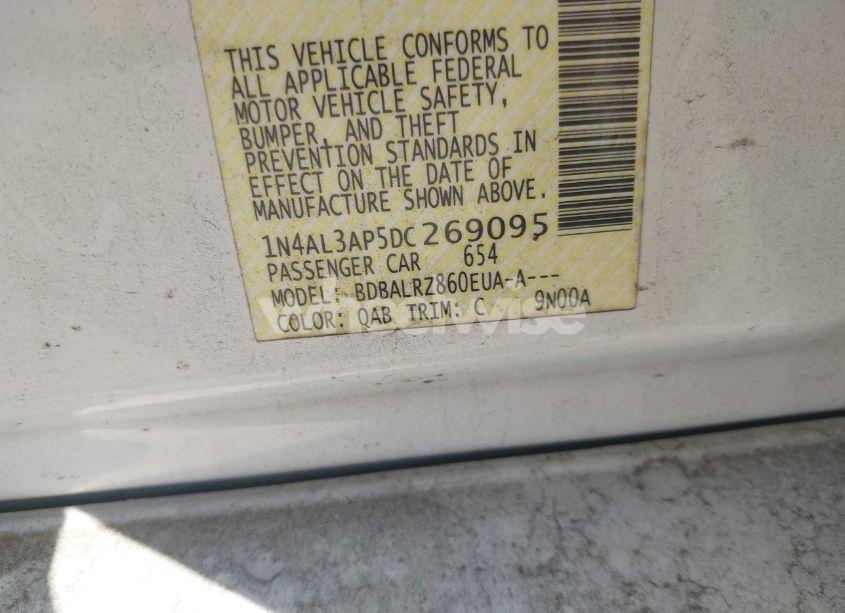 THIS VEHICLE CONFORMS TO
ALL APPLICABLE FEDERAL
MOTOR VEHICLE SAFETY,
BUMPER, AND THEFT
PREVENTION STANDARDS IN
EFFECT ON THE DATE OF
MANUFACTURE SHOWN ABOVE.
1N4AL3AP5DC269095
PASSENGER CAR 654
MODEL: BDBALRZ860EUA-A---
COLOR: QAB TRIM: C 9N00A
wheelwise